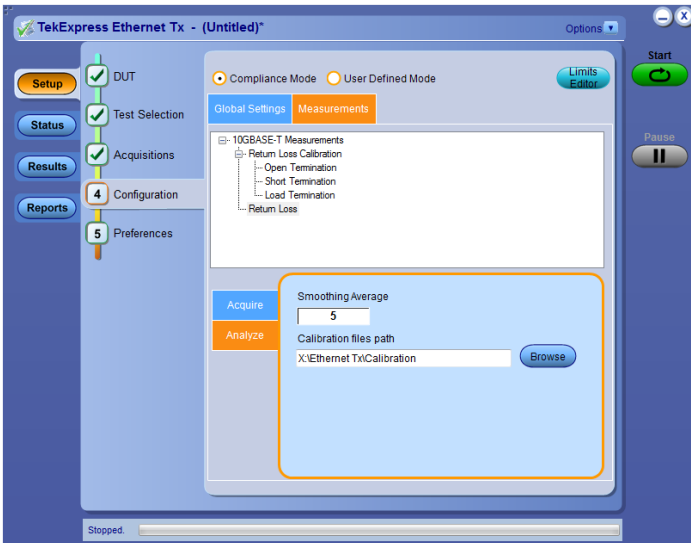 TekExpress Ethernet Tx - (Untitled)*
Options
Start
Setup
Status
Results
Reports
DUT
Test Selection
Acquisitions
4 Configuration
5 Preferences
Compliance Mode
User Defined Mode
Limits
Editor
Global Settings
Measurements
10GBASE-T Measurements
Return Loss Calibration
Open Termination
Short Termination
Load Termination
Return Loss
Pause
Acquire
Analyze
Smoothing Average
5
Calibration files path
X:\Ethernet Tx\Calibration
Browse
Stopped.